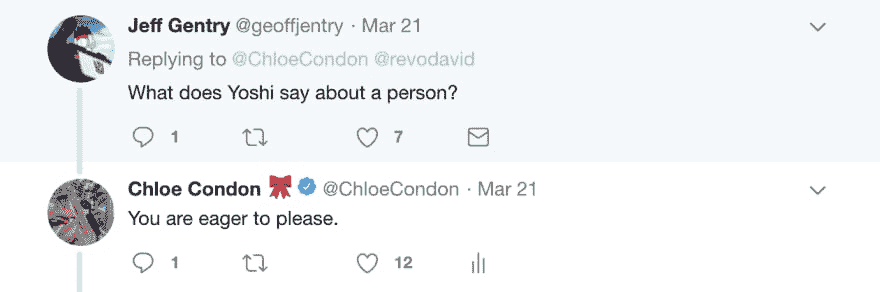 Jeff Gentry @geoffjentry · Mar 21
Replying to @ChloeCondon @revodavid
What does Yoshi say about a person?
1 7
Chloe Condon 🎀 @ChloeCondon · Mar 21
You are eager to please.
1 12